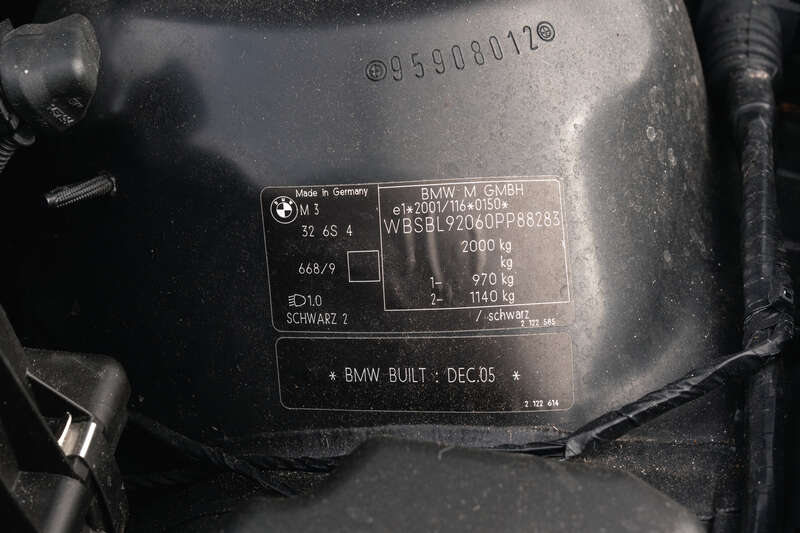 95908012
Made in Germany
BMW M GMBH
M 3
e1*2001/116*0150*
WBSBL92060PP88283
32 6S 4
2000 kg
kg
668/9
1- 970 kg
1.0
2- 1140 kg
SCHWARZ 2
/ schwarz
2 122 585
* BMW BUILT : DEC.05 *
2 122 614